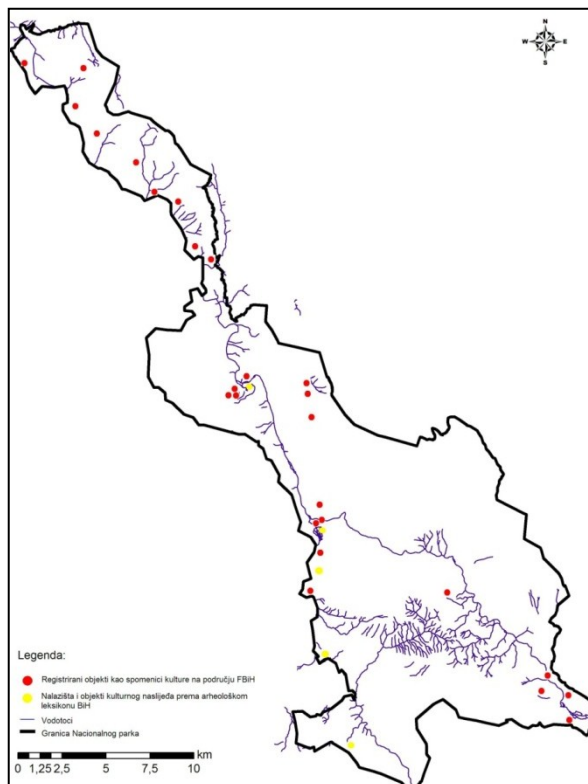 N
W E
S
Legenda:
Registrirani objekti kao spomenici kulture na području FBiH
Nalazišta i objekti kulturnog naslijeđa prema arheološkom
leksikonu BiH
Vodotoci
Granica Nacionalnog parka
km
0 1,25 2,5 5 7,5 10